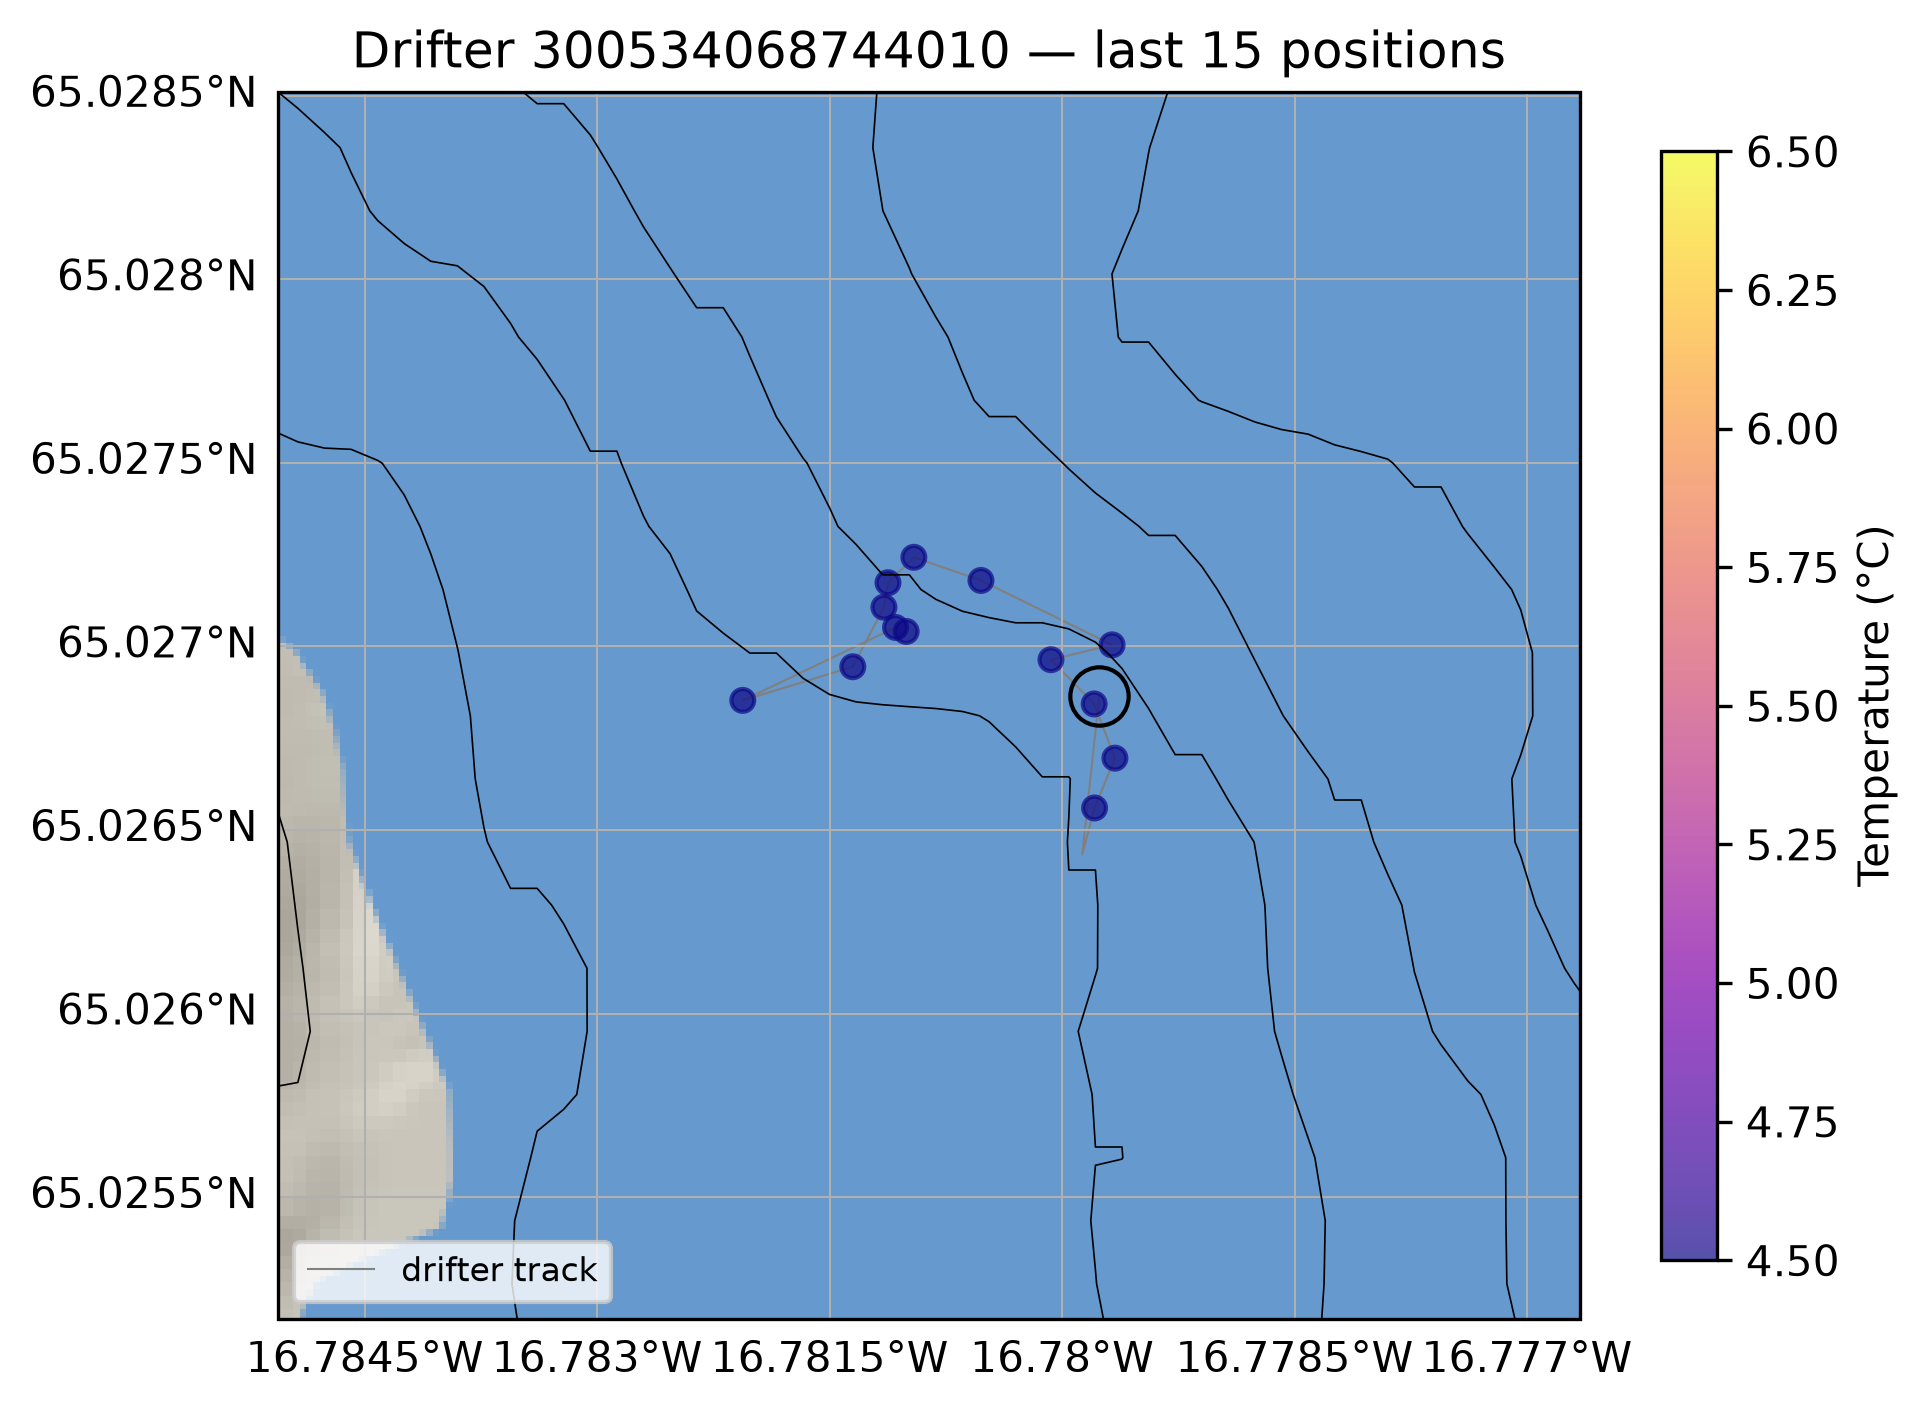 Drifter 300534068744010 — last 15 positions
65.0285°N
65.028°N
65.0275°N
65.027°N
65.0265°N
65.026°N
65.0255°N
16.7845°W 16.783°W 16.7815°W 16.78°W 16.7785°W 16.777°W
drifter track
6.50
6.25
6.00
5.75
5.50
5.25
5.00
4.75
4.50
Temperature (°C)